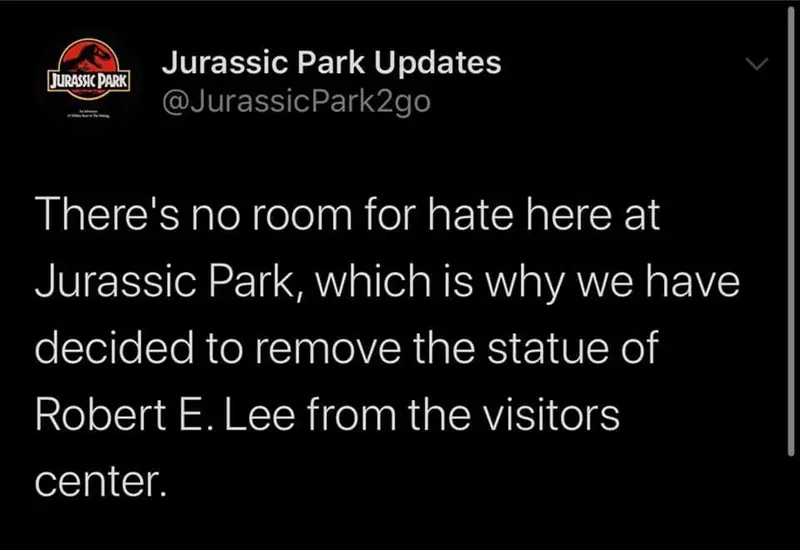 JURASSIC PARK
Jurassic Park Updates
@JurassicPark2go
There's no room for hate here at
Jurassic Park, which is why we have
decided to remove the statue of
Robert E. Lee from the visitors
center.